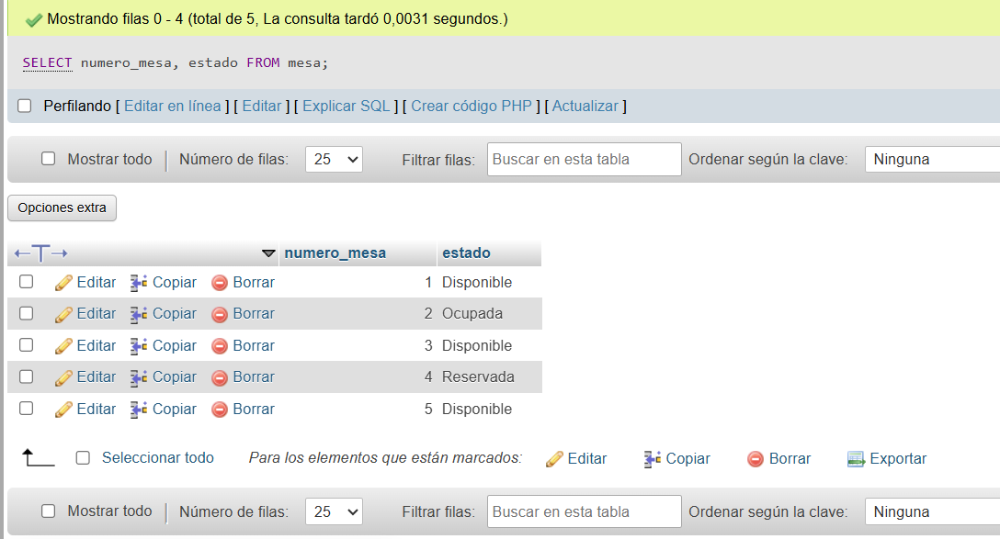 Mostrando filas 0 - 4 (total de 5, La consulta tardó 0,0031 segundos.)
SELECT numero_mesa, estado FROM mesa;
Perfilando [ Editar en línea ] [ Editar ] [ Explicar SQL ] [ Crear código PHP ] [ Actualizar ]
Mostrar todo | Número de filas: 25 Filtrar filas: Buscar en esta tabla Ordenar según la clave: Ninguna
Opciones extra
←T→ numero_mesa estado
Editar Copiar Borrar 1 Disponible
Editar Copiar Borrar 2 Ocupada
Editar Copiar Borrar 3 Disponible
Editar Copiar Borrar 4 Reservada
Editar Copiar Borrar 5 Disponible
Seleccionar todo Para los elementos que están marcados: Editar Copiar Borrar Exportar
Mostrar todo | Número de filas: 25 Filtrar filas: Buscar en esta tabla Ordenar según la clave: Ninguna